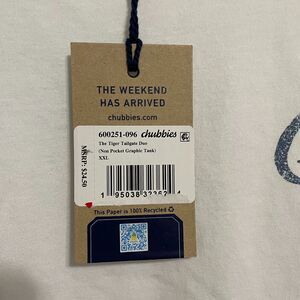 THE WEEKEND
HAS ARRIVED
chubbies.com
600251-096 chubbies
The Tiger Tailgate Duo
(Non Pocket Graphic Tank)
XXL
MSRP: $24.50
This Paper is 100% Recycled